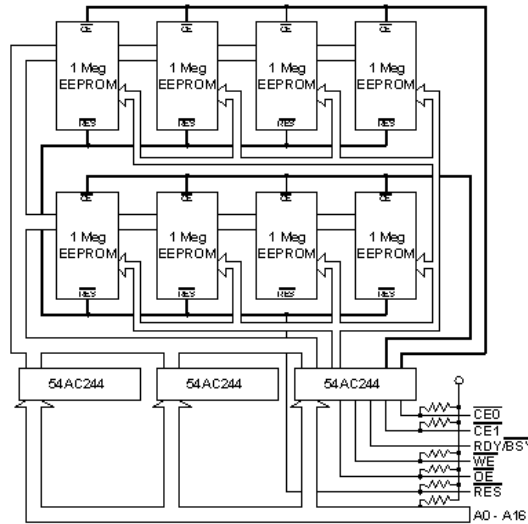 CE CE CE CE
1 Meg EEPROM 1 Meg EEPROM 1 Meg EEPROM 1 Meg EEPROM
RES RES RES RES
CE CE CE CE
1 Meg EEPROM 1 Meg EEPROM 1 Meg EEPROM 1 Meg EEPROM
RES RES RES RES
54AC244 54AC244 54AC244
CE0
CE1
RDY/BSY
WE
OE
RES
A0 - A16